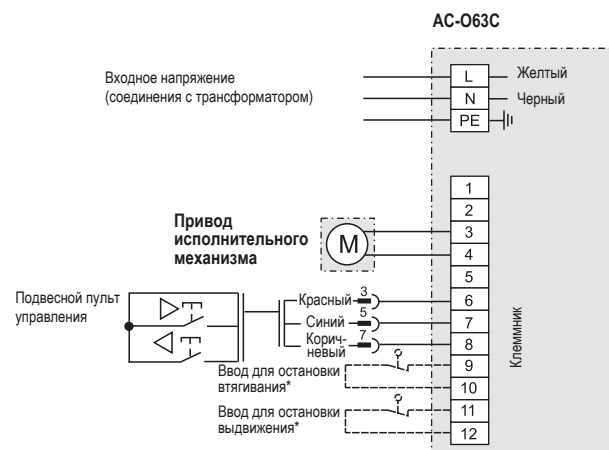 AC-O63C
Входное напряжение
(соединения с трансформатором)
L
Желтый
N
Черный
PE
1
2
Привод
исполнительного
механизма
M
3
4
5
Подвесной пульт
управления
Красный
3
6
Синий
5
7
Корич-
невый
7
8
Ввод для остановки
втягивания*
9
10
Ввод для остановки
выдвижения*
11
12
Клеммник